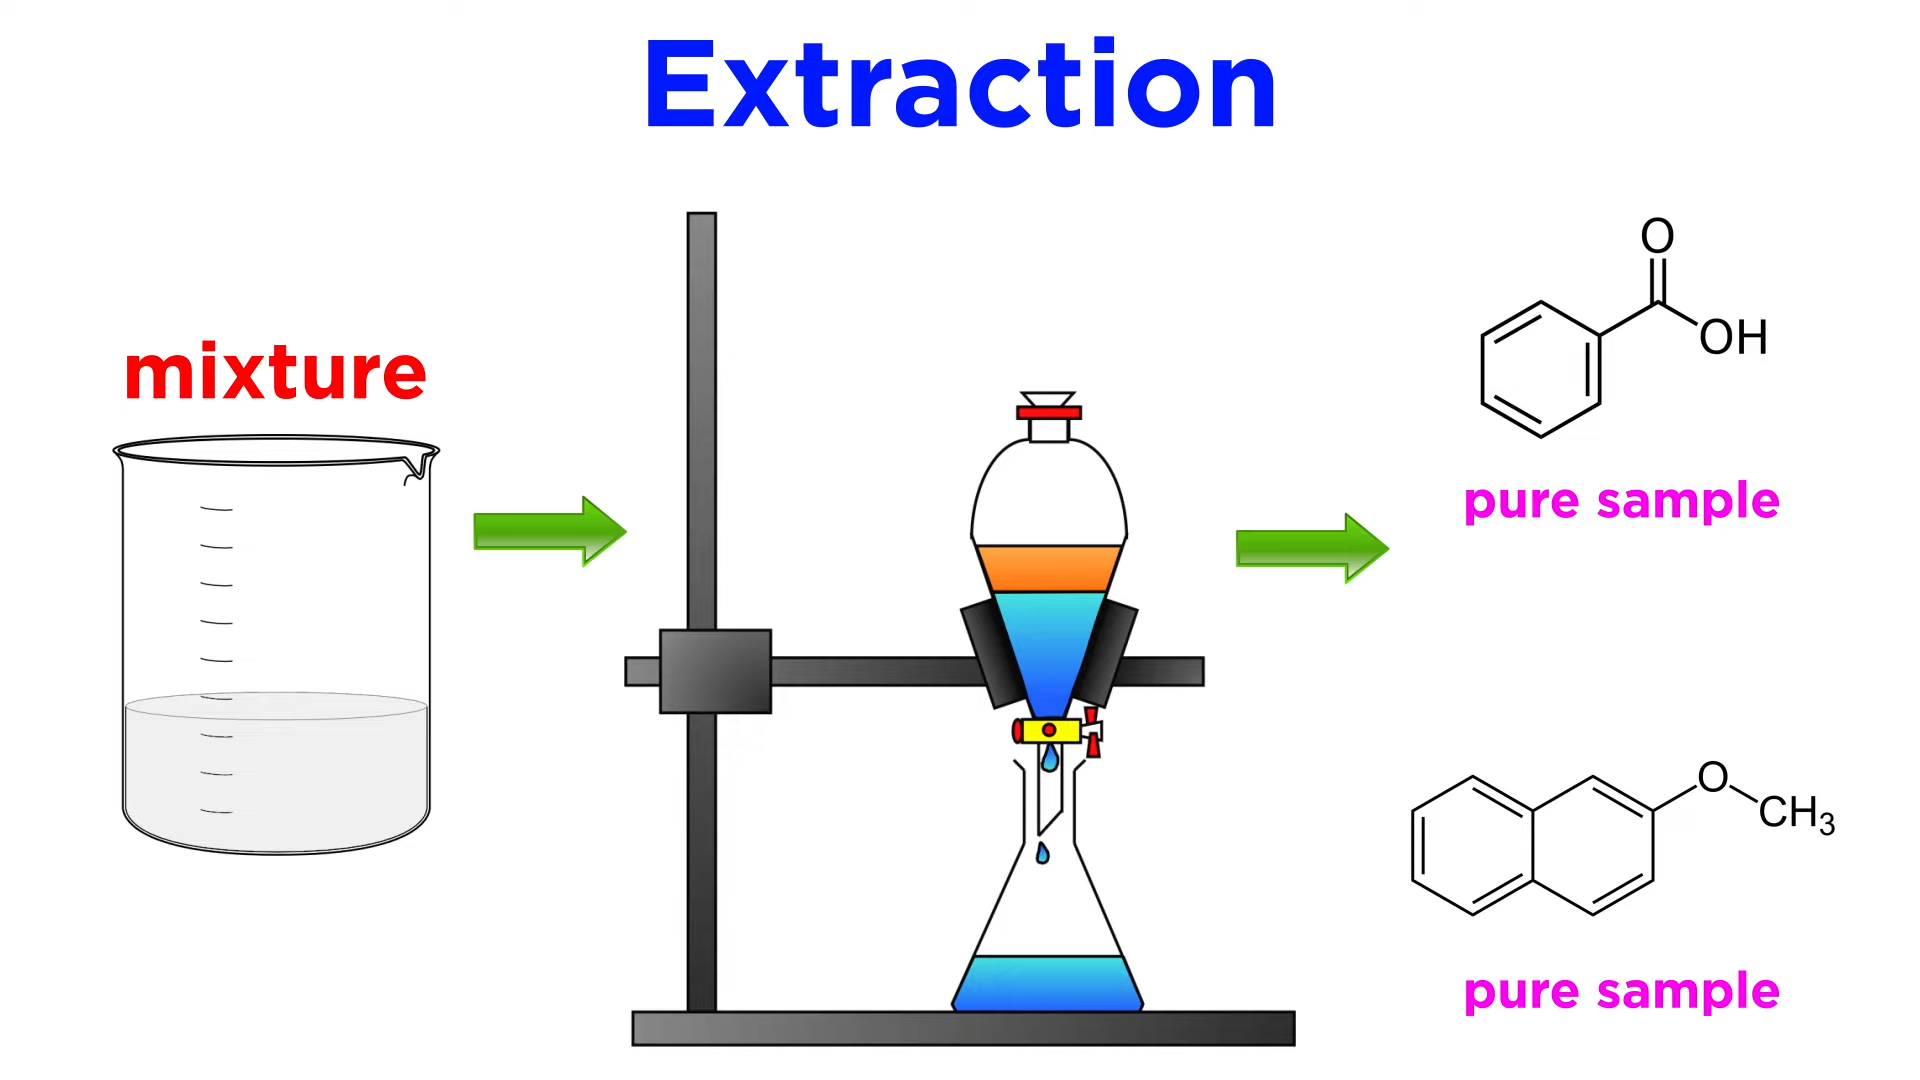 Extraction
mixture
O
OH
pure sample
O
CH₃
pure sample